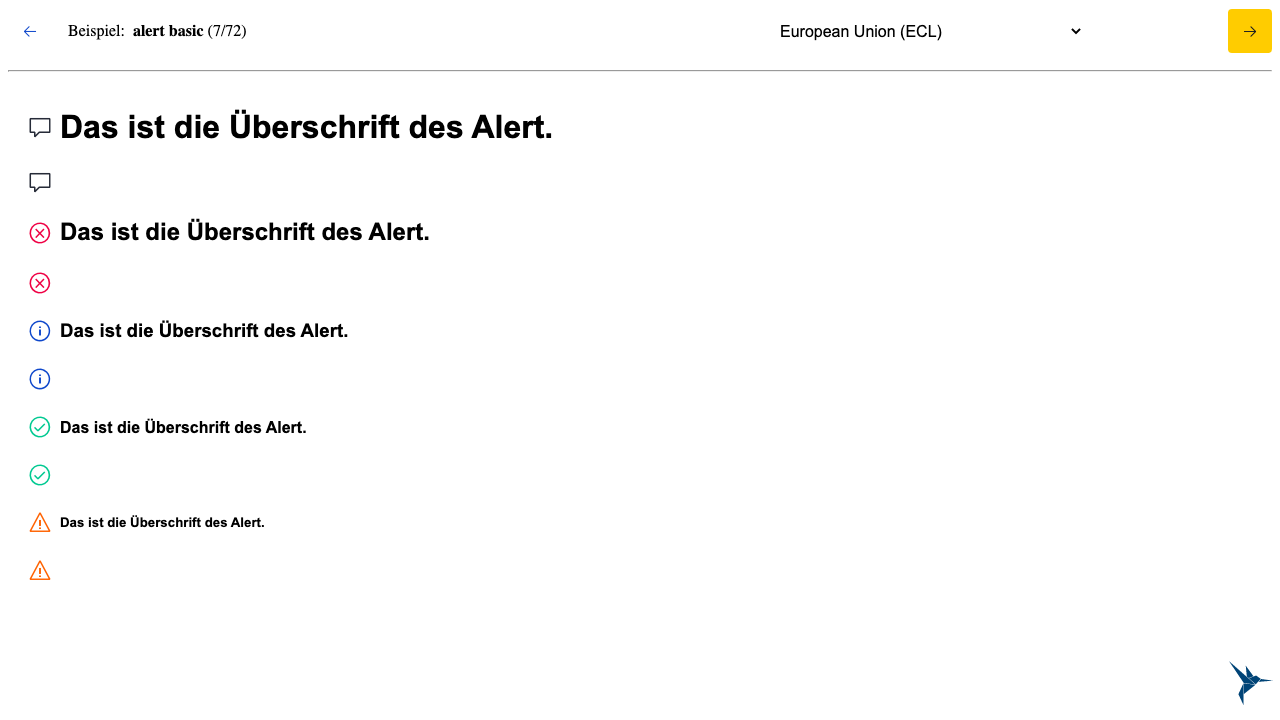 Beispiel: alert basic (7/72)
European Union (ECL)
Das ist die Überschrift des Alert.
Das ist die Überschrift des Alert.
Das ist die Überschrift des Alert.
Das ist die Überschrift des Alert.
Das ist die Überschrift des Alert.